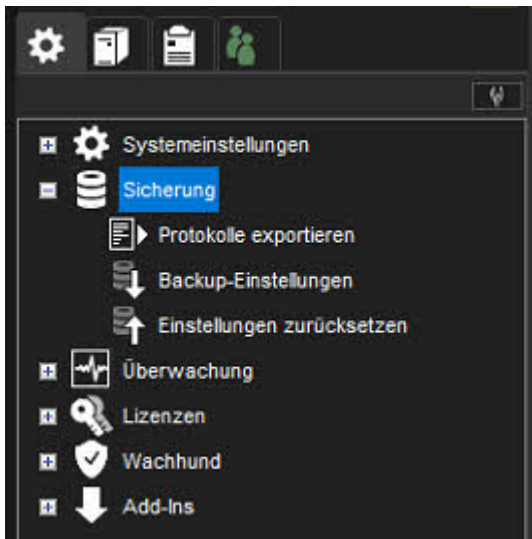 Systemeinstellungen
Sicherung
Protokolle exportieren
Backup-Einstellungen
Einstellungen zurücksetzen
Überwachung
Lizenzen
Wachhund
Add-Ins